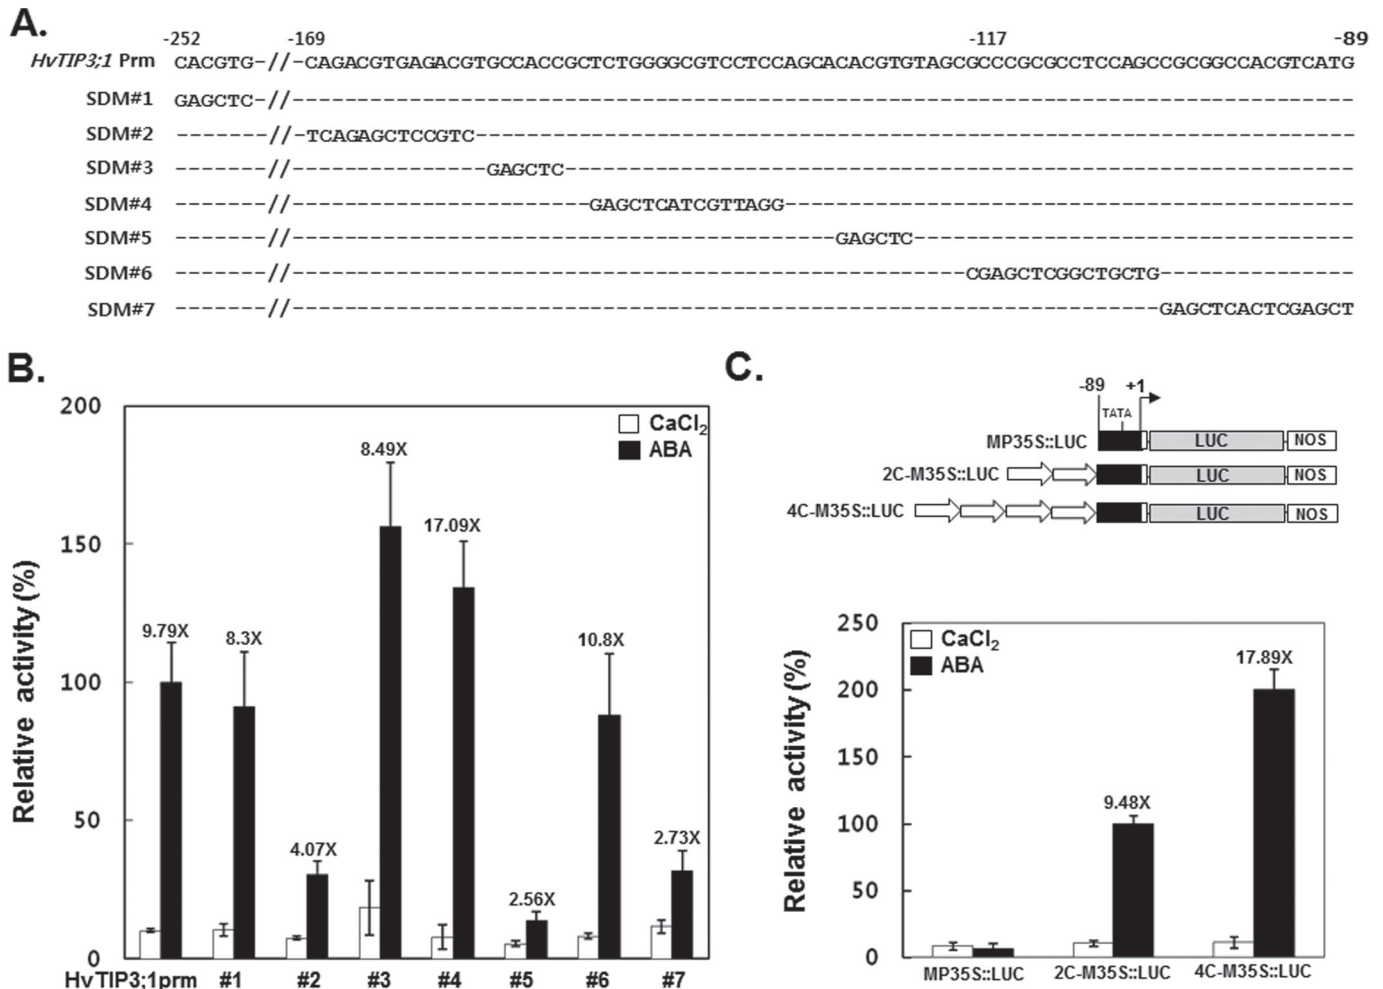 A.
-252 -169 -117 -89
HvTIP3;1 Prm CACGTG-//-CAGACGTGAGACGTGCCACCGCTCTGGGGCGTCCTCCAGCACACGTGTAGCGCCCGCGCCTCCAGCCGCGGCCACGTCATG
SDM#1 GAGCTC-//
SDM#2 // TCAGAGCTCCGTC
SDM#3 // GAGCTC
SDM#4 // GAGCTCATCGTTAGG
SDM#5 // GAGCTC
SDM#6 // CGAGCTCGGCTGCTG
SDM#7 // GAGCTCACTCGAGCT
B.
Relative activity (%)
200
150
100
50
0
CaCl2
ABA
9.79X
8.3X
4.07X
8.49X
17.09X
2.56X
10.8X
2.73X
HvTIP3;1prm #1 #2 #3 #4 #5 #6 #7
C.
-89 +1
TATA
MP35S::LUC LUC NOS
2C-M35S::LUC LUC NOS
4C-M35S::LUC LUC NOS
Relative activity (%)
250
200
150
100
50
0
CaCl2
ABA
9.48X
17.89X
MP35S::LUC 2C-M35S::LUC 4C-M35S::LUC